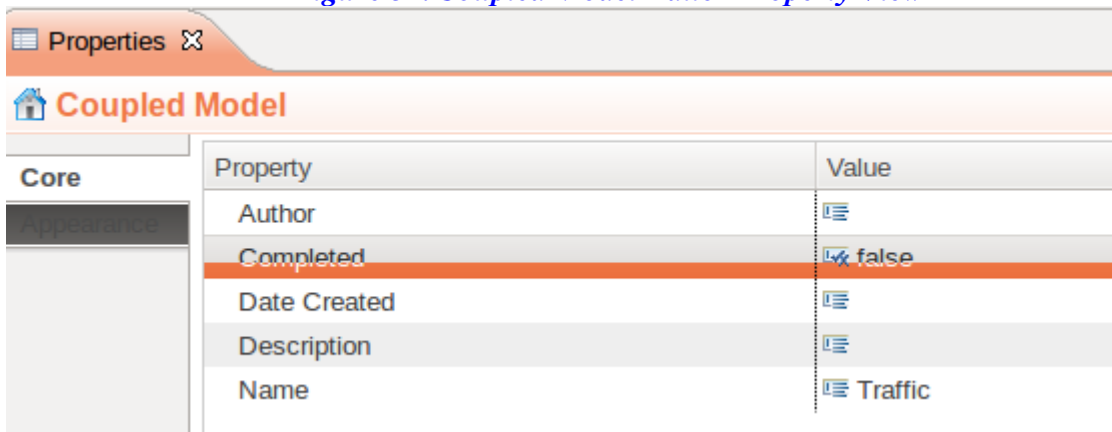 Properties
Coupled Model
Core
Property Value
Appearance
Author
Completed false
Date Created
Description
Name Traffic